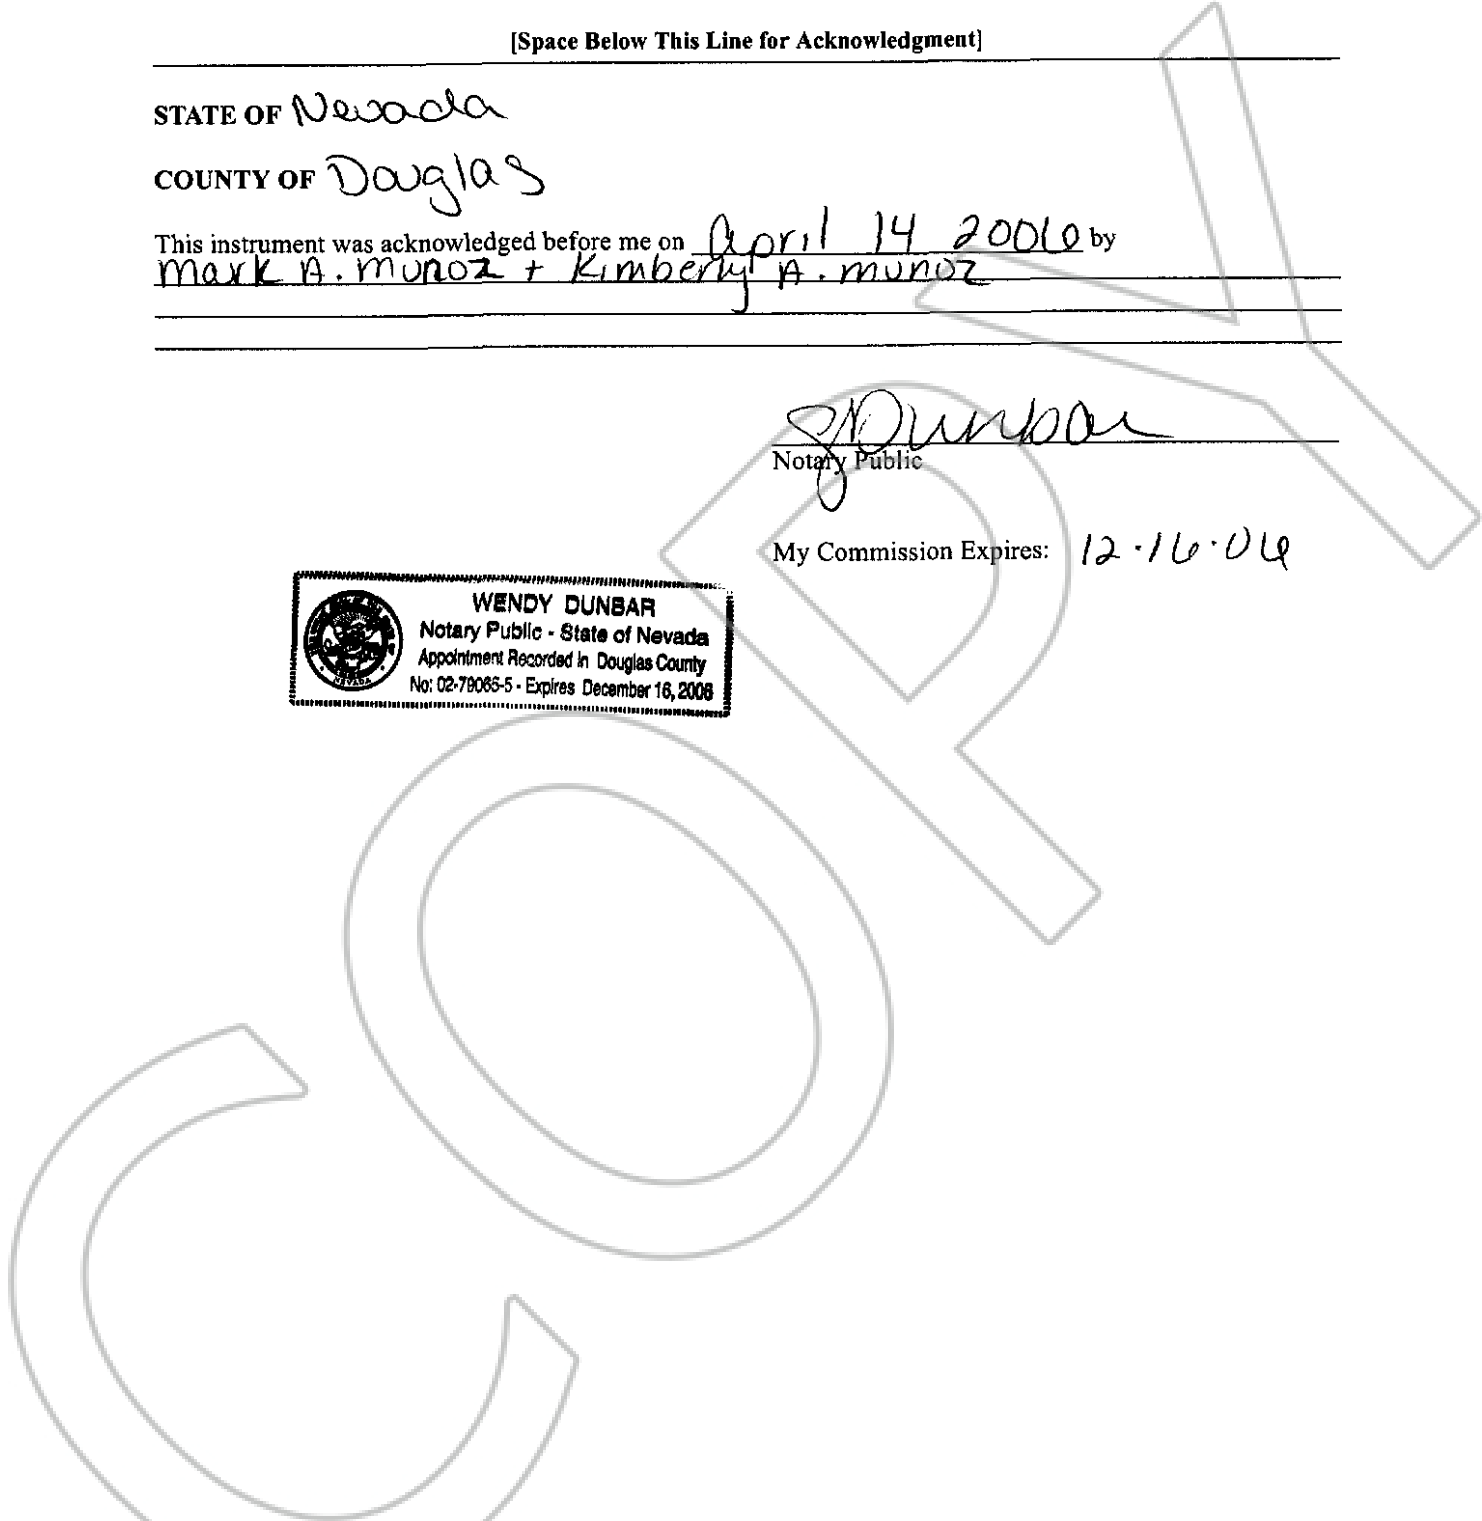 [Space Below This Line for Acknowledgment]
STATE OF Nevada
COUNTY OF Douglas
This instrument was acknowledged before me on April 14 2006 by
Mark A. Munoz + Kimberly A. Munoz
Dunbar
Notary Public
My Commission Expires: 12.16.06
WENDY DUNBAR
Notary Public - State of Nevada
Appointment Recorded in Douglas County
No: 02-79065-5 - Expires December 16, 2006
NEVADA
COPY